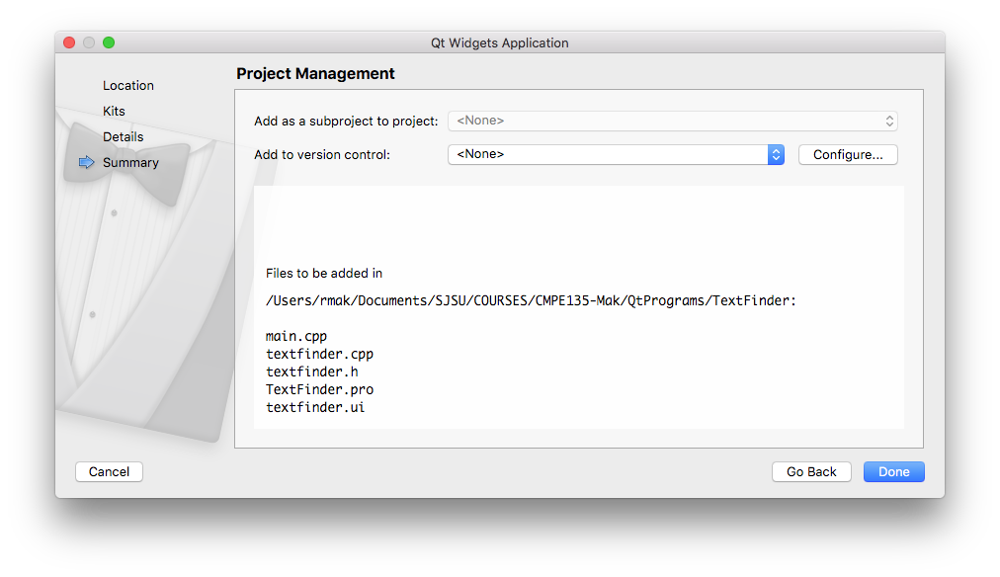 Qt Widgets Application
Location
Kits
Details
Summary
Project Management
Add as a subproject to project: <None>
Add to version control: <None> Configure...
Files to be added in
/Users/rmak/Documents/SJSU/COURSES/CMPE135-Mak/QtPrograms/TextFinder:
main.cpp
textfinder.cpp
textfinder.h
TextFinder.pro
textfinder.ui
Cancel Go Back Done